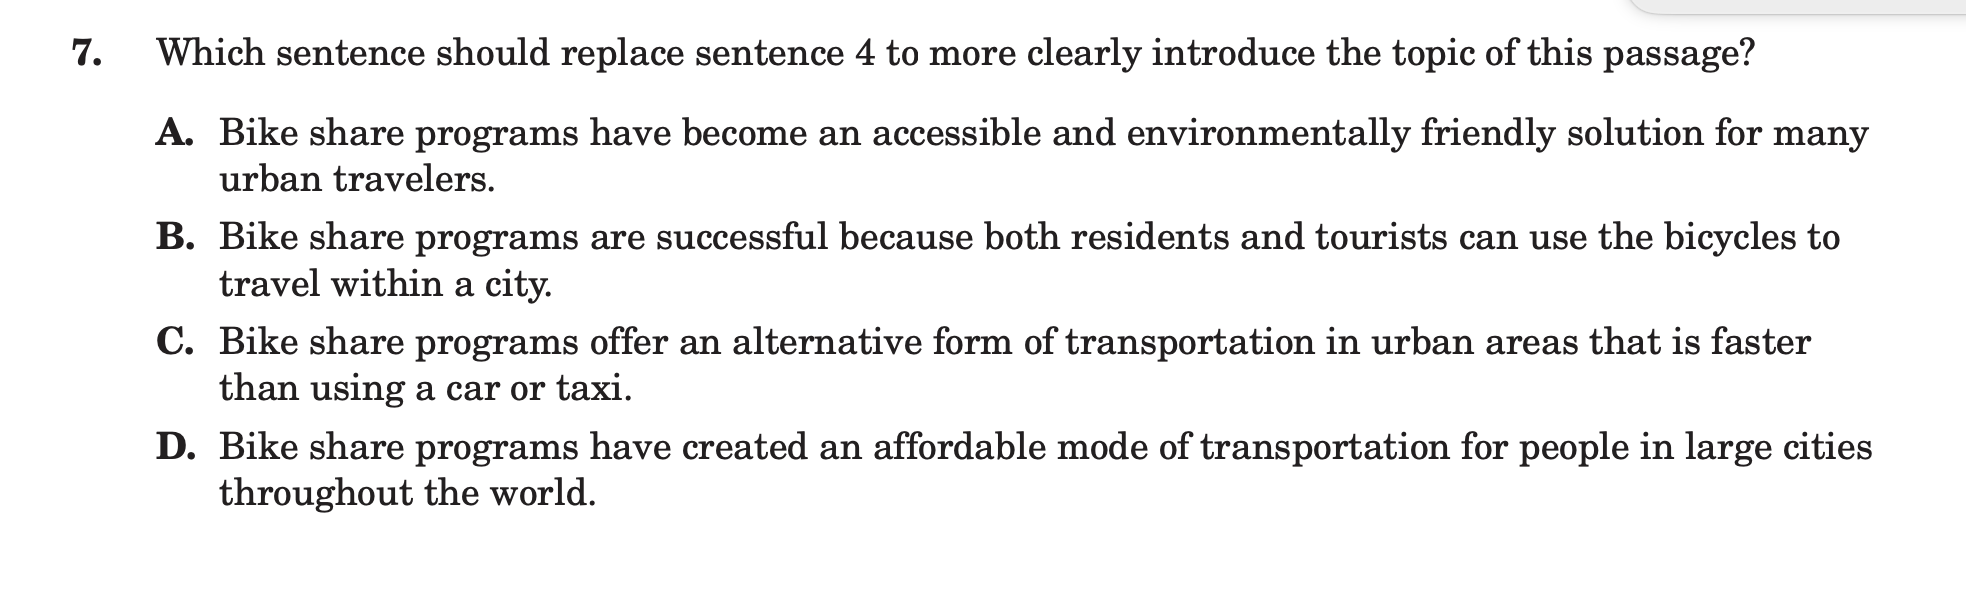 7. Which sentence should replace sentence 4 to more clearly introduce the topic of this passage?
A. Bike share programs have become an accessible and environmentally friendly solution for many
urban travelers.
B. Bike share programs are successful because both residents and tourists can use the bicycles to
travel within a city.
C. Bike share programs offer an alternative form of transportation in urban areas that is faster
than using a car or taxi.
D. Bike share programs have created an affordable mode of transportation for people in large cities
throughout the world.